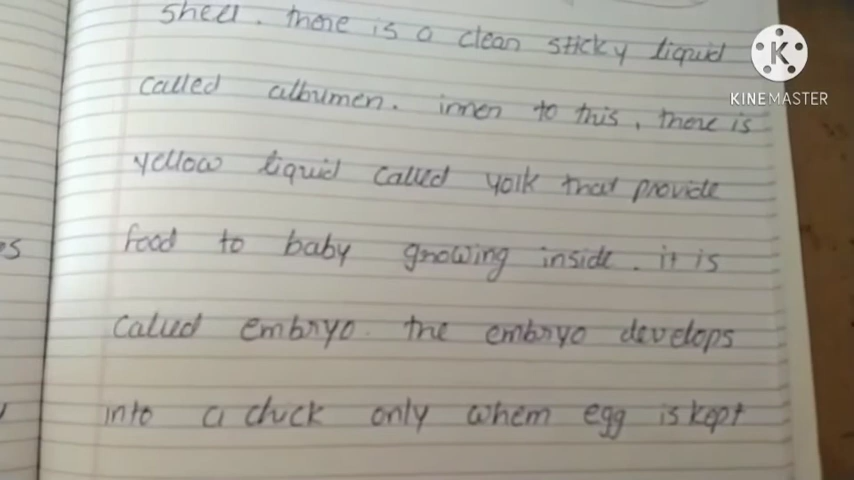 shell. there is a clean sticky liquid
called albumen. inner to this, there is
yellow liquid called yolk that provide
food to baby growing inside. it is
called embryo. the embryo develops
into a chick only whem egg is kept
KINEMASTER